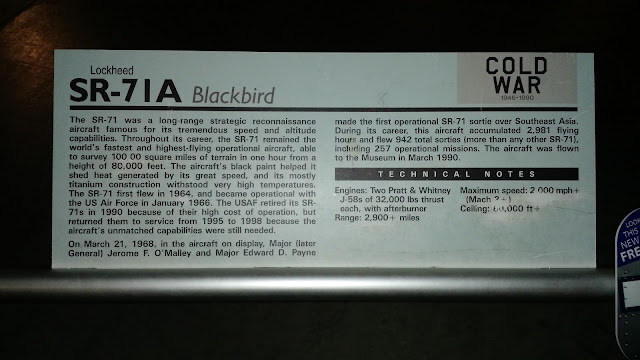 Lockheed
SR-71A Blackbird
The SR-71 was a long-range strategic reconnaissance
aircraft famous for its tremendous speed and altitude
capabilities. Throughout its career, the SR-71 remained the
world's fastest and highest-flying operational aircraft, able
to survey 100 00 square miles of terrain in one hour from a
height of 80,000 feet. The aircraft's black paint helped it
shed heat generated by its great speed, and its mostly
titanium construction withstood very high temperatures.
The SR-71 first flew in 1964, and became operational with
the US Air Force in January 1966. The USAF retired its SR-
71s in 1990 because of their high cost of operation, but
returned them to service from 1995 to 1998 because the
aircraft's unmatched capabilities were still needed.
On March 21, 1968, in the aircraft on display, Major (later
General) Jerome F. O'Malley and Major Edward D. Payne
COLD
WAR
1946-1990
made the first operational SR-71 sortie over Southeast Asia.
During its career, this aircraft accumulated 2,981 flying
hours and flew 942 total sorties (more than any other SR-71),
including 257 operational missions. The aircraft was flown
to the Museum in March 1990.
TECHNICAL NOTES
Engines: Two Pratt & Whitney
J-58s of 32,000 lbs thrust
each, with afterburner
Range: 2,900+ miles
Maximum speed: 2 000 mph+
(Mach +)
Ceiling: ft+
LOOK
THIS
NEW
FREE